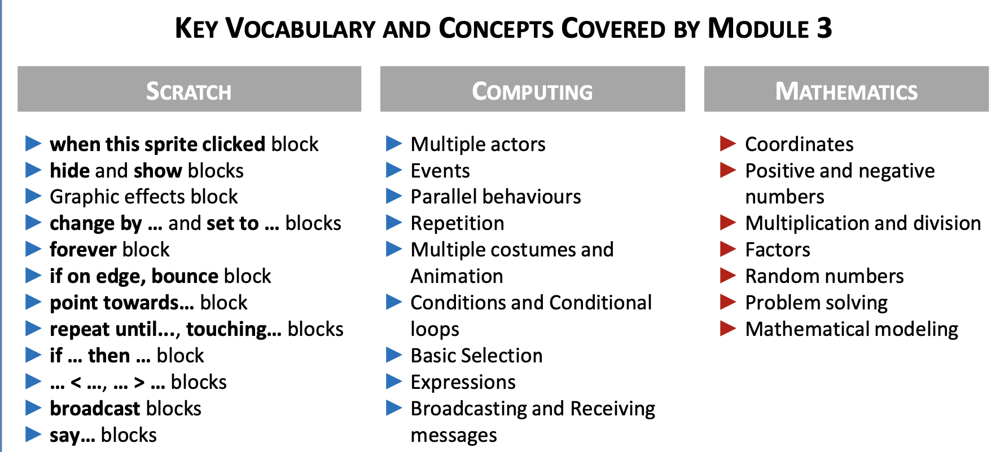 KEY VOCABULARY AND CONCEPTS COVERED BY MODULE 3
SCRATCH
when this sprite clicked block
hide and show blocks
Graphic effects block
change by ... and set to ... blocks
forever block
if on edge, bounce block
point towards... block
repeat until..., touching... blocks
if ... then ... block
... < ..., ... > ... blocks
broadcast blocks
say... blocks
COMPUTING
Multiple actors
Events
Parallel behaviours
Repetition
Multiple costumes and
Animation
Conditions and Conditional
loops
Basic Selection
Expressions
Broadcasting and Receiving
messages
MATHEMATICS
Coordinates
Positive and negative
numbers
Multiplication and division
Factors
Random numbers
Problem solving
Mathematical modeling